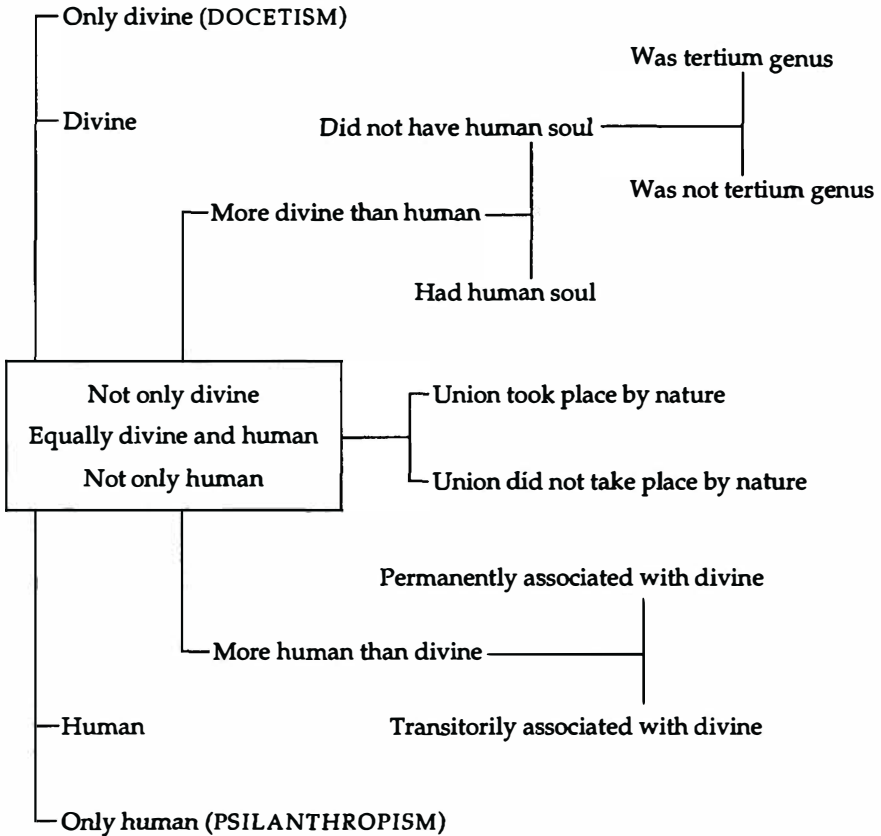 Only divine (DOCETISM)
Was tertium genus
Divine
Did not have human soul
Was not tertium genus
More divine than human
Had human soul
Not only divine
Equally divine and human
Not only human
Union took place by nature
Union did not take place by nature
Permanently associated with divine
More human than divine
Human
Transitorily associated with divine
Only human (PSILANTHROPISM)